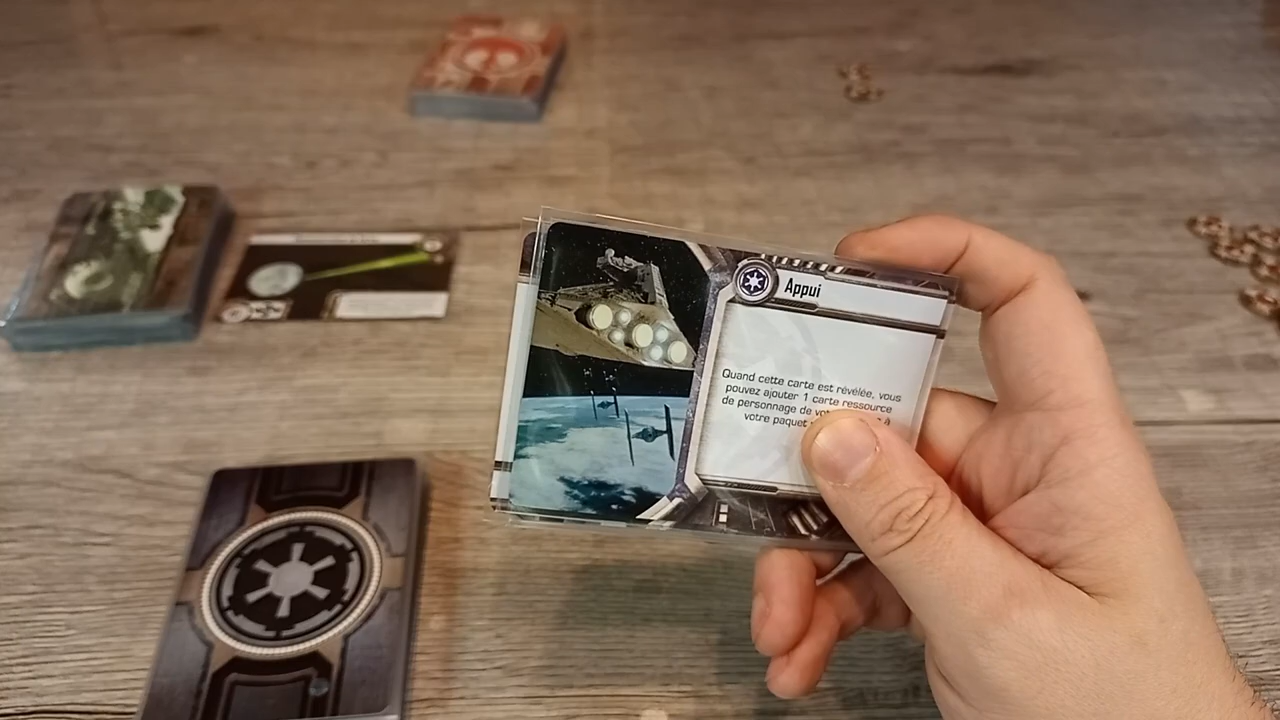 Appui
Quand cette carte est révélée, vous
pouvez ajouter 1 carte ressource
de personnage de à
votre paquet